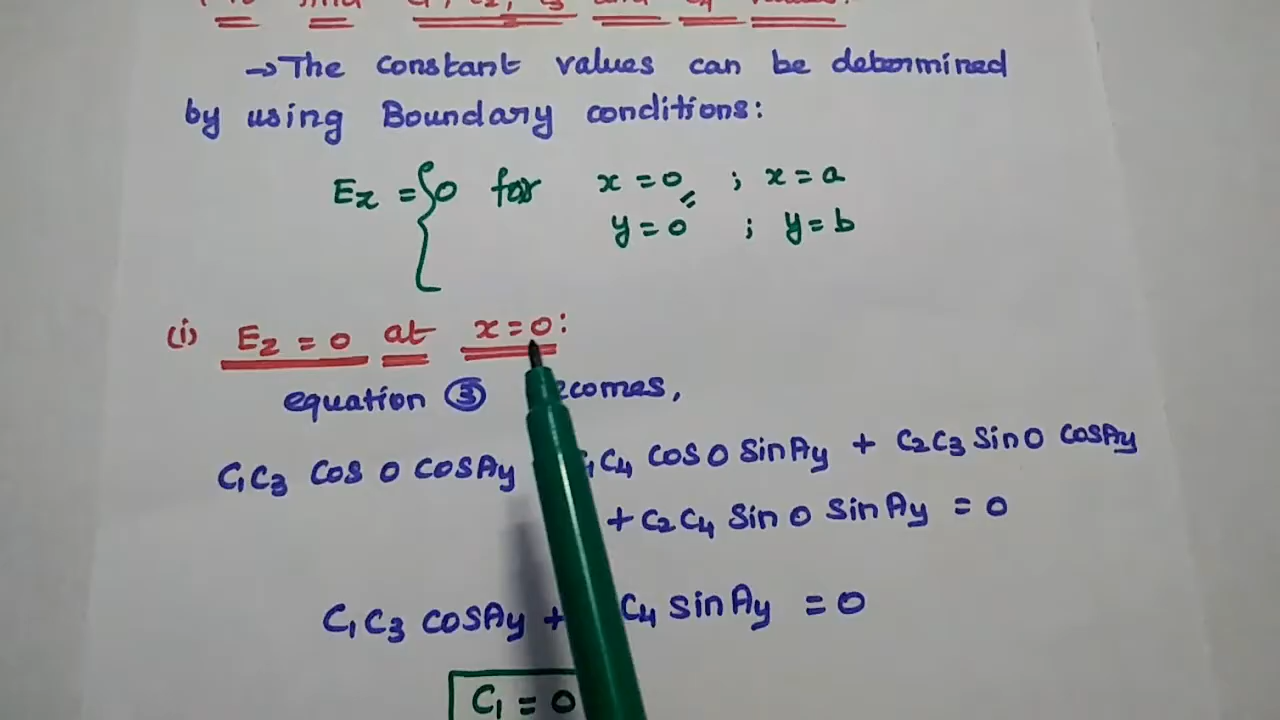 →The constant values can be determined
by using Boundary conditions:
Ez = { 0 for x = 0 ; x = a
y = 0 ; y = b
(i) Ez = 0 at x = 0:
equation ③
C1C3 cos 0 cosAy C4 cos 0 sinAy + C2C3 sin 0 cosAy
+ C2C4 sin 0 sinAy = 0
C1C3 cosAy + C4 sinAy = 0
C1 = 0